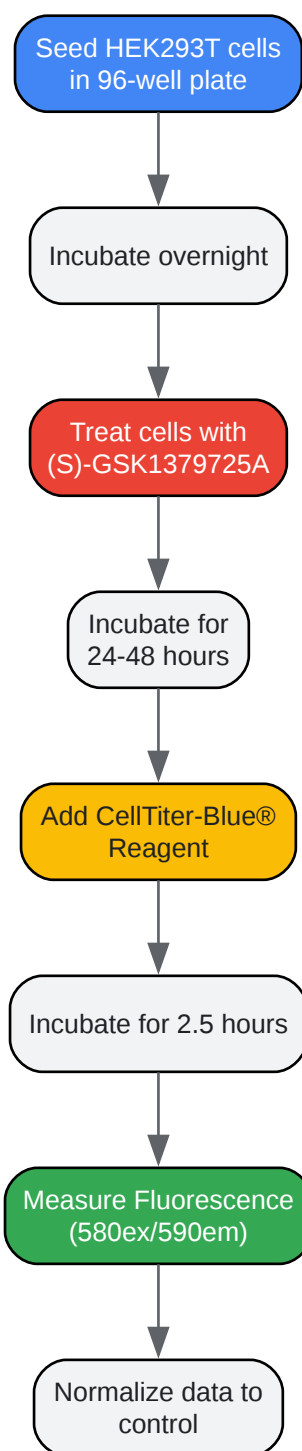 Seed HEK293T cells
in 96-well plate
Incubate overnight
Treat cells with
(S)-GSK1379725A
Incubate for
24-48 hours
Add CellTiter-Blue®
Reagent
Incubate for 2.5 hours
Measure Fluorescence
(580ex/590em)
Normalize data to
control